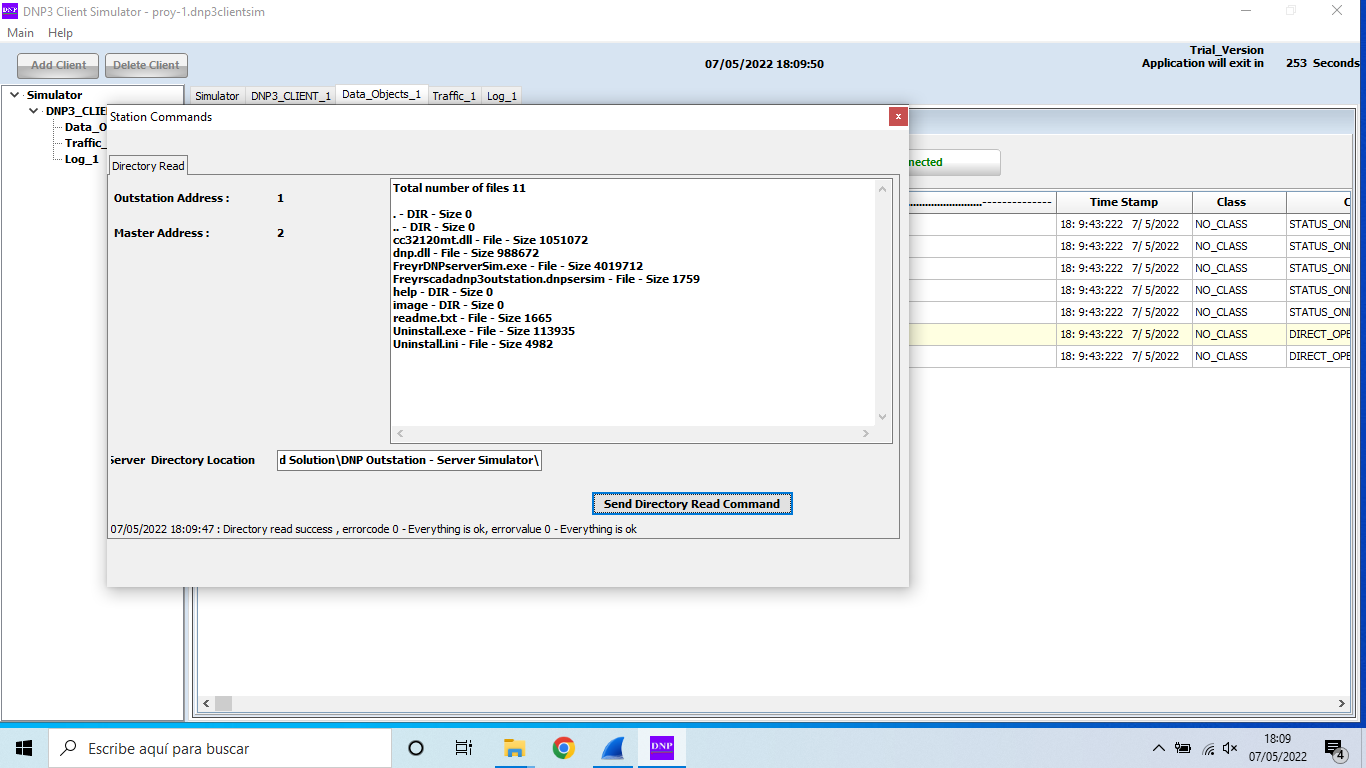 DNP3 Client Simulator - proy-1.dnp3clientsim
Main Help
Add Client Delete Client
07/05/2022 18:09:50
Trial_Version
Application will exit in 253 Seconds
Simulator
DNP3_CLIE
Data_O
Traffic_
Log_1
Simulator DNP3_CLIENT_1 Data_Objects_1 Traffic_1 Log_1
Station Commands
x
Directory Read
Outstation Address : 1
Master Address : 2
Total number of files 11
. - DIR - Size 0
.. - DIR - Size 0
cc32120mt.dll - File - Size 1051072
dnp.dll - File - Size 988672
FreyrDNPserverSim.exe - File - Size 4019712
Freyrscadadnp3outstation.dnpsersim - File - Size 1759
help - DIR - Size 0
image - DIR - Size 0
readme.txt - File - Size 1665
Uninstall.exe - File - Size 113935
Uninstall.ini - File - Size 4982
Server Directory Location d Solution\DNP Outstation - Server Simulator\
Send Directory Read Command
07/05/2022 18:09:47 : Directory read success , errorcode 0 - Everything is ok, errorvalue 0 - Everything is ok
nected
Time Stamp Class C
18: 9:43:222 7/ 5/2022 NO_CLASS STATUS_ONL
18: 9:43:222 7/ 5/2022 NO_CLASS STATUS_ONL
18: 9:43:222 7/ 5/2022 NO_CLASS STATUS_ONL
18: 9:43:222 7/ 5/2022 NO_CLASS STATUS_ONL
18: 9:43:222 7/ 5/2022 NO_CLASS STATUS_ONL
18: 9:43:222 7/ 5/2022 NO_CLASS DIRECT_OPE
18: 9:43:222 7/ 5/2022 NO_CLASS DIRECT_OPE
Escribe aquí para buscar
DNP
18:09
07/05/2022
4